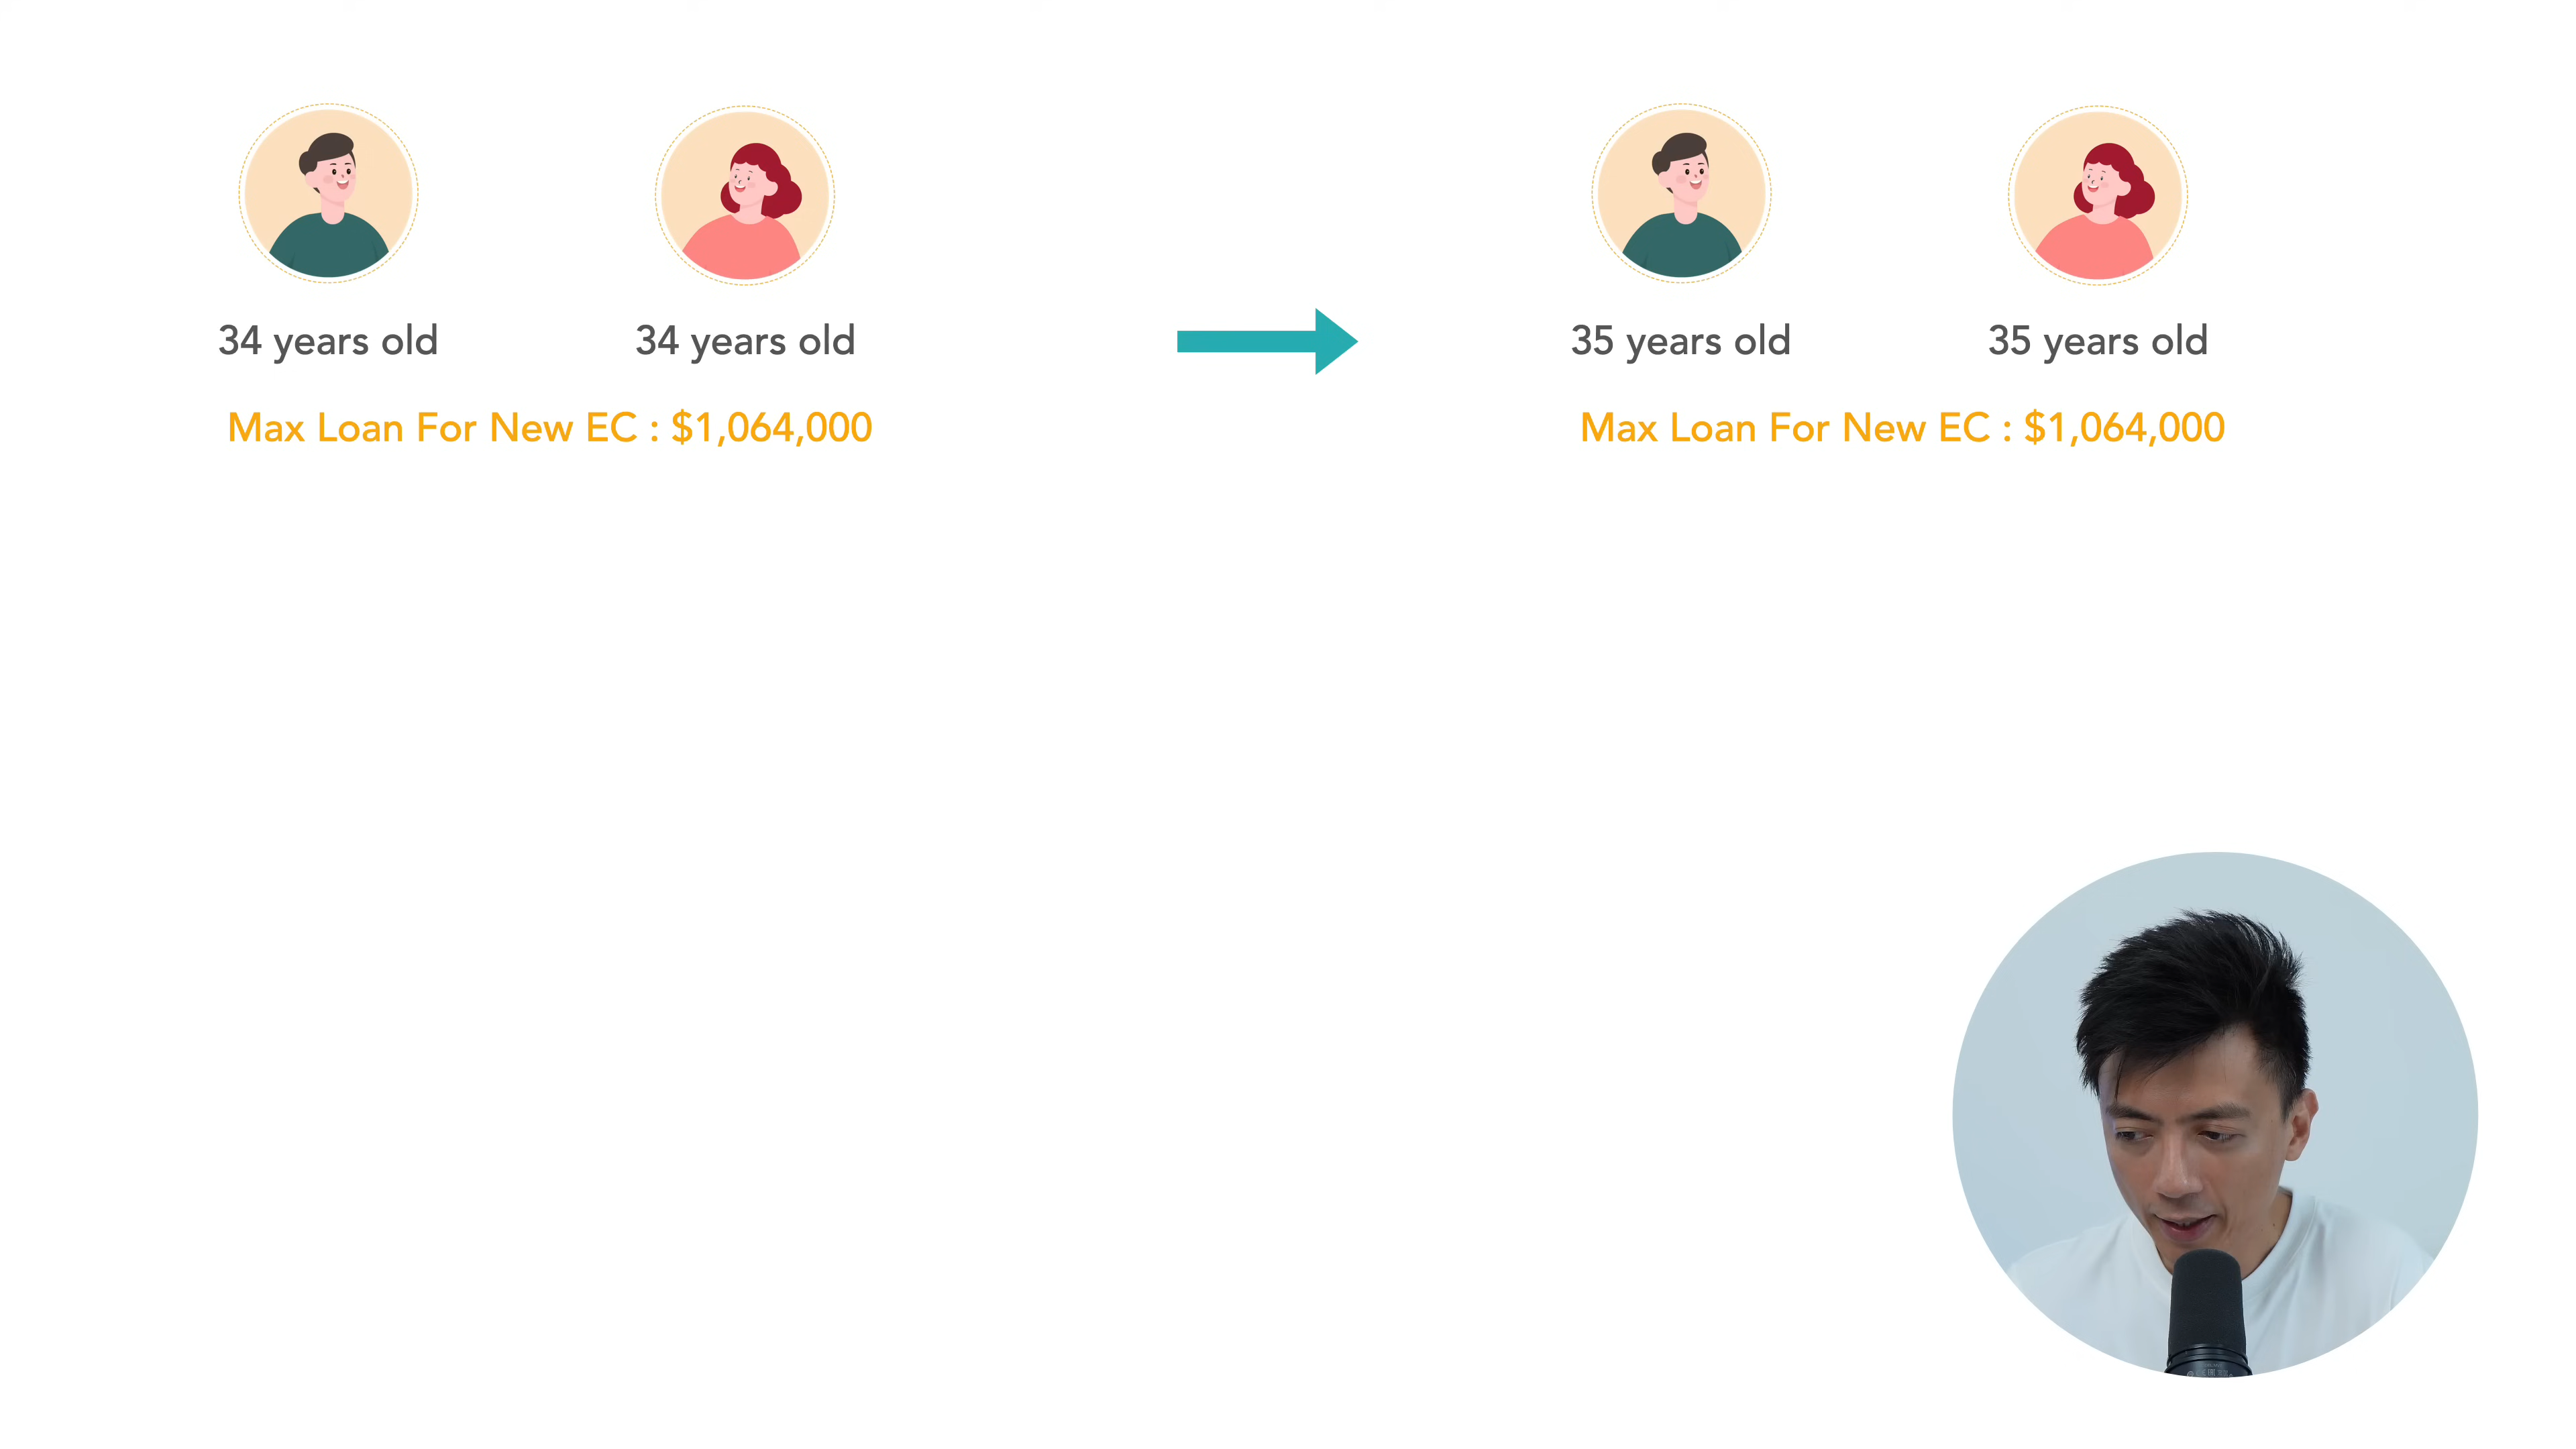 34 years old
34 years old
Max Loan For New EC : $1,064,000
35 years old
35 years old
Max Loan For New EC : $1,064,000